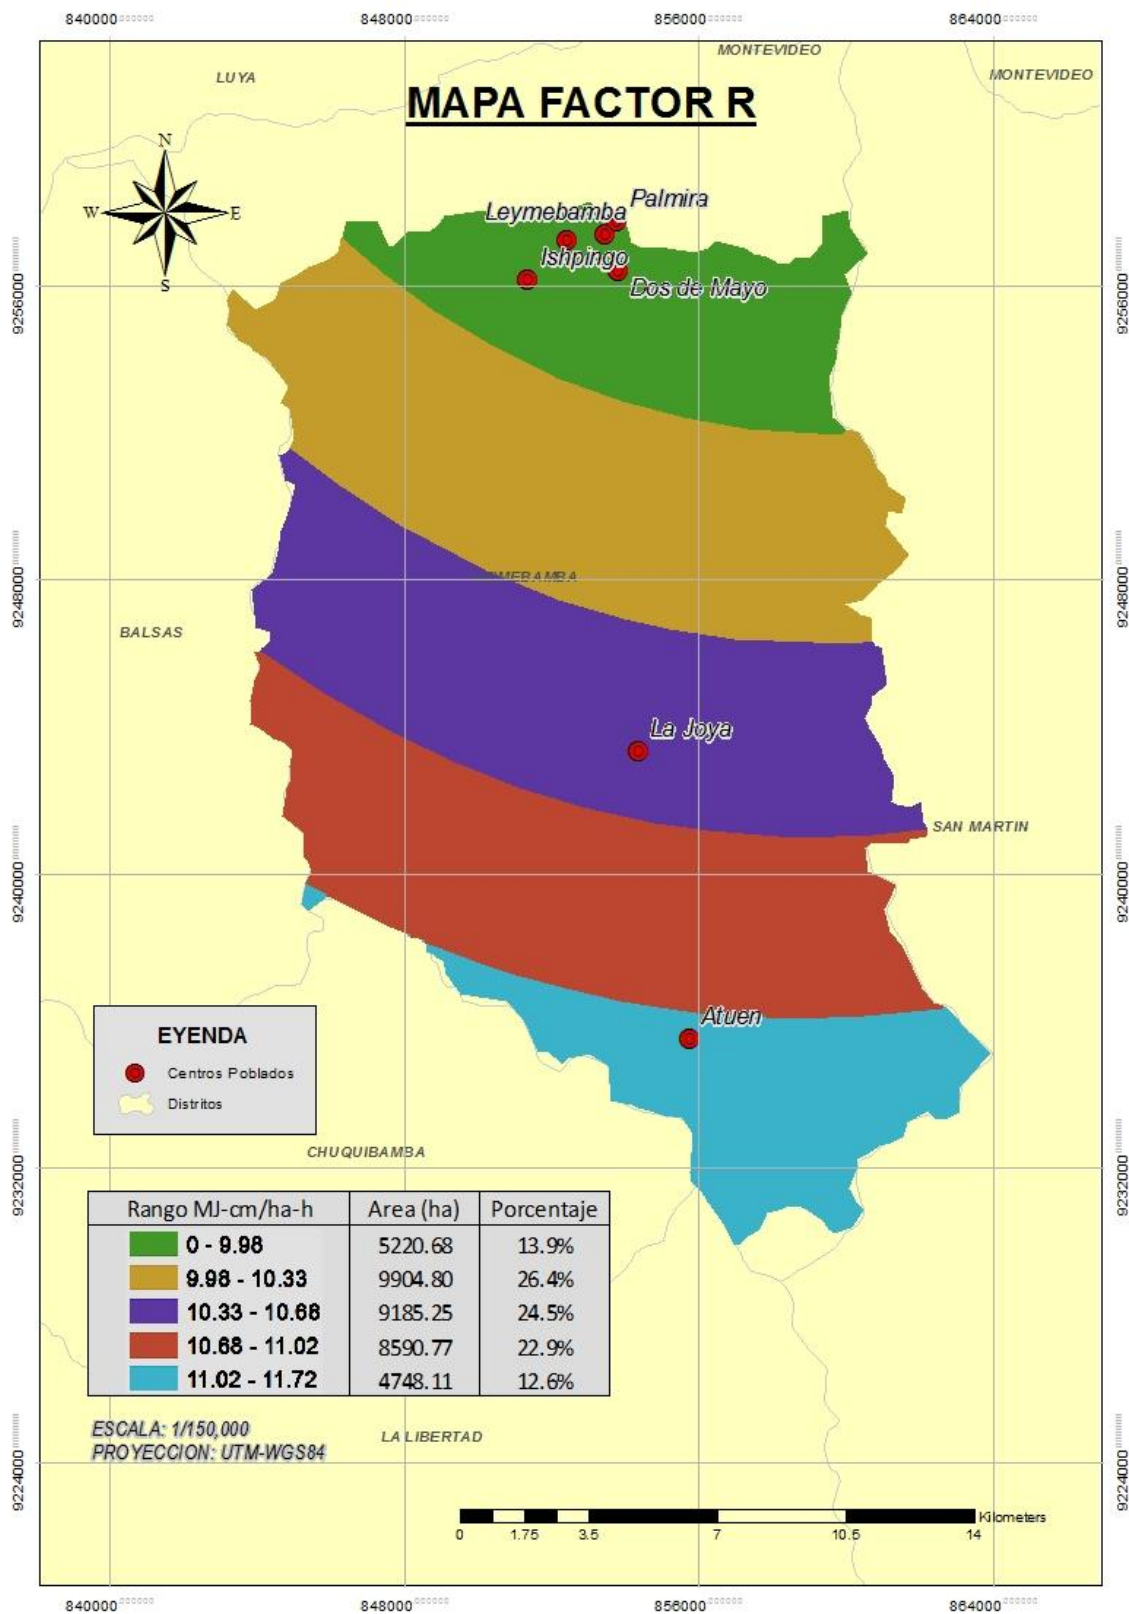 840000 848000 856000 864000
MONTEVIDEO
LUYA
MONTEVIDEO
MAPA FACTOR R
N
W E
S
Palmira
Leymebamba
Ishpingo
Dos de Mayo
9256000 9256000
9248000 9248000
BALSAS
La Joya
SAN MARTIN
9240000 9240000
Atuen
EYENDA
Centros Poblados
Distritos
CHUQUIBAMBA
9232000 9232000
Rango MJ-cm/ha-h Area (ha) Porcentaje
0 - 9.98 5220.68 13.9%
9.98 - 10.33 9904.80 26.4%
10.33 - 10.68 9185.25 24.5%
10.68 - 11.02 8590.77 22.9%
11.02 - 11.72 4748.11 12.6%
ESCALA: 1/150,000
PROYECCION: UTM-WGS84
LA LIBERTAD
9224000 9224000
Kilometers
0 1.75 3.5 7 10.5 14
840000 848000 856000 864000